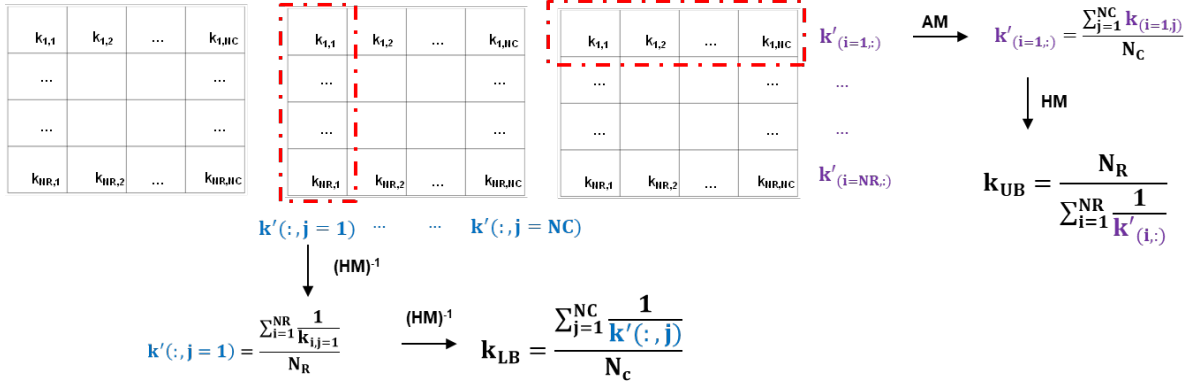 k1,1 k1,2 ... k1,NC
... ...
... ...
kNR,1 kNR,2 ... kNR,NC
k1,1 k1,2 ... k1,NC
... ...
... ...
kNR,1 kNR,2 ... kNR,NC
k′(:,j = 1) ... ... k′(:,j = NC)
(HM)-1
k′(:,j = 1) = ∑i=1NR 1/ki,j=1 / NR
(HM)-1
kLB = ∑j=1NC 1/k′(:,j) / Nc
k1,1 k1,2 ... k1,NC
... ...
... ...
kNR,1 kNR,2 ... kNR,NC
k′(i=1,:)
...
...
k′(i=NR,:)
AM
k′(i=1,:) = ∑j=1NC k(i=1,j) / NC
HM
kUB = NR / ∑i=1NR 1/k′(i,:)